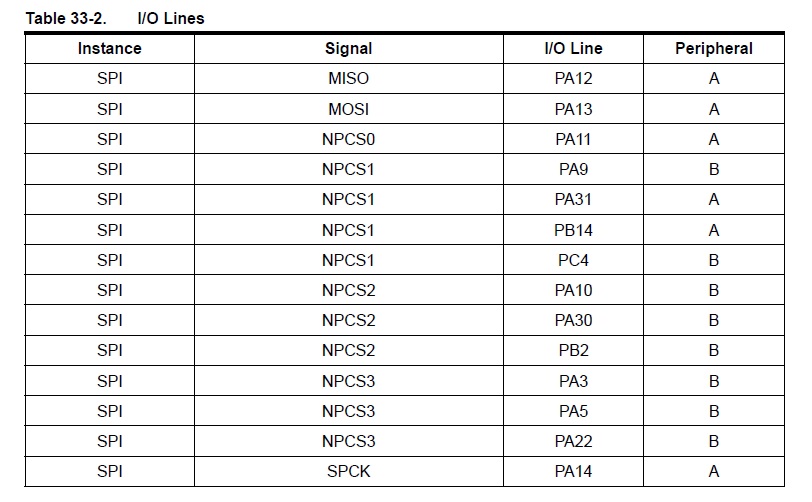 Table 33-2. I/O Lines
Instance Signal I/O Line Peripheral
SPI MISO PA12 A
SPI MOSI PA13 A
SPI NPCS0 PA11 A
SPI NPCS1 PA9 B
SPI NPCS1 PA31 A
SPI NPCS1 PB14 A
SPI NPCS1 PC4 B
SPI NPCS2 PA10 B
SPI NPCS2 PA30 B
SPI NPCS2 PB2 B
SPI NPCS3 PA3 B
SPI NPCS3 PA5 B
SPI NPCS3 PA22 B
SPI SPCK PA14 A